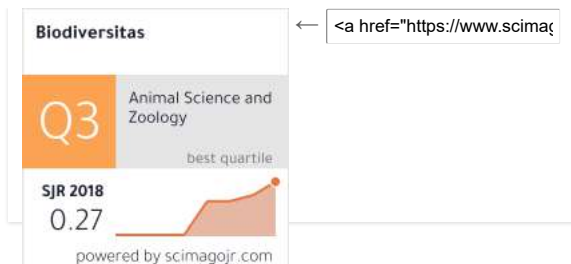 Biodiversitas
← <a href="https://www.scimag
Q3
Animal Science and
Zoology
best quartile
SJR 2018
0.27
powered by scimagojr.com